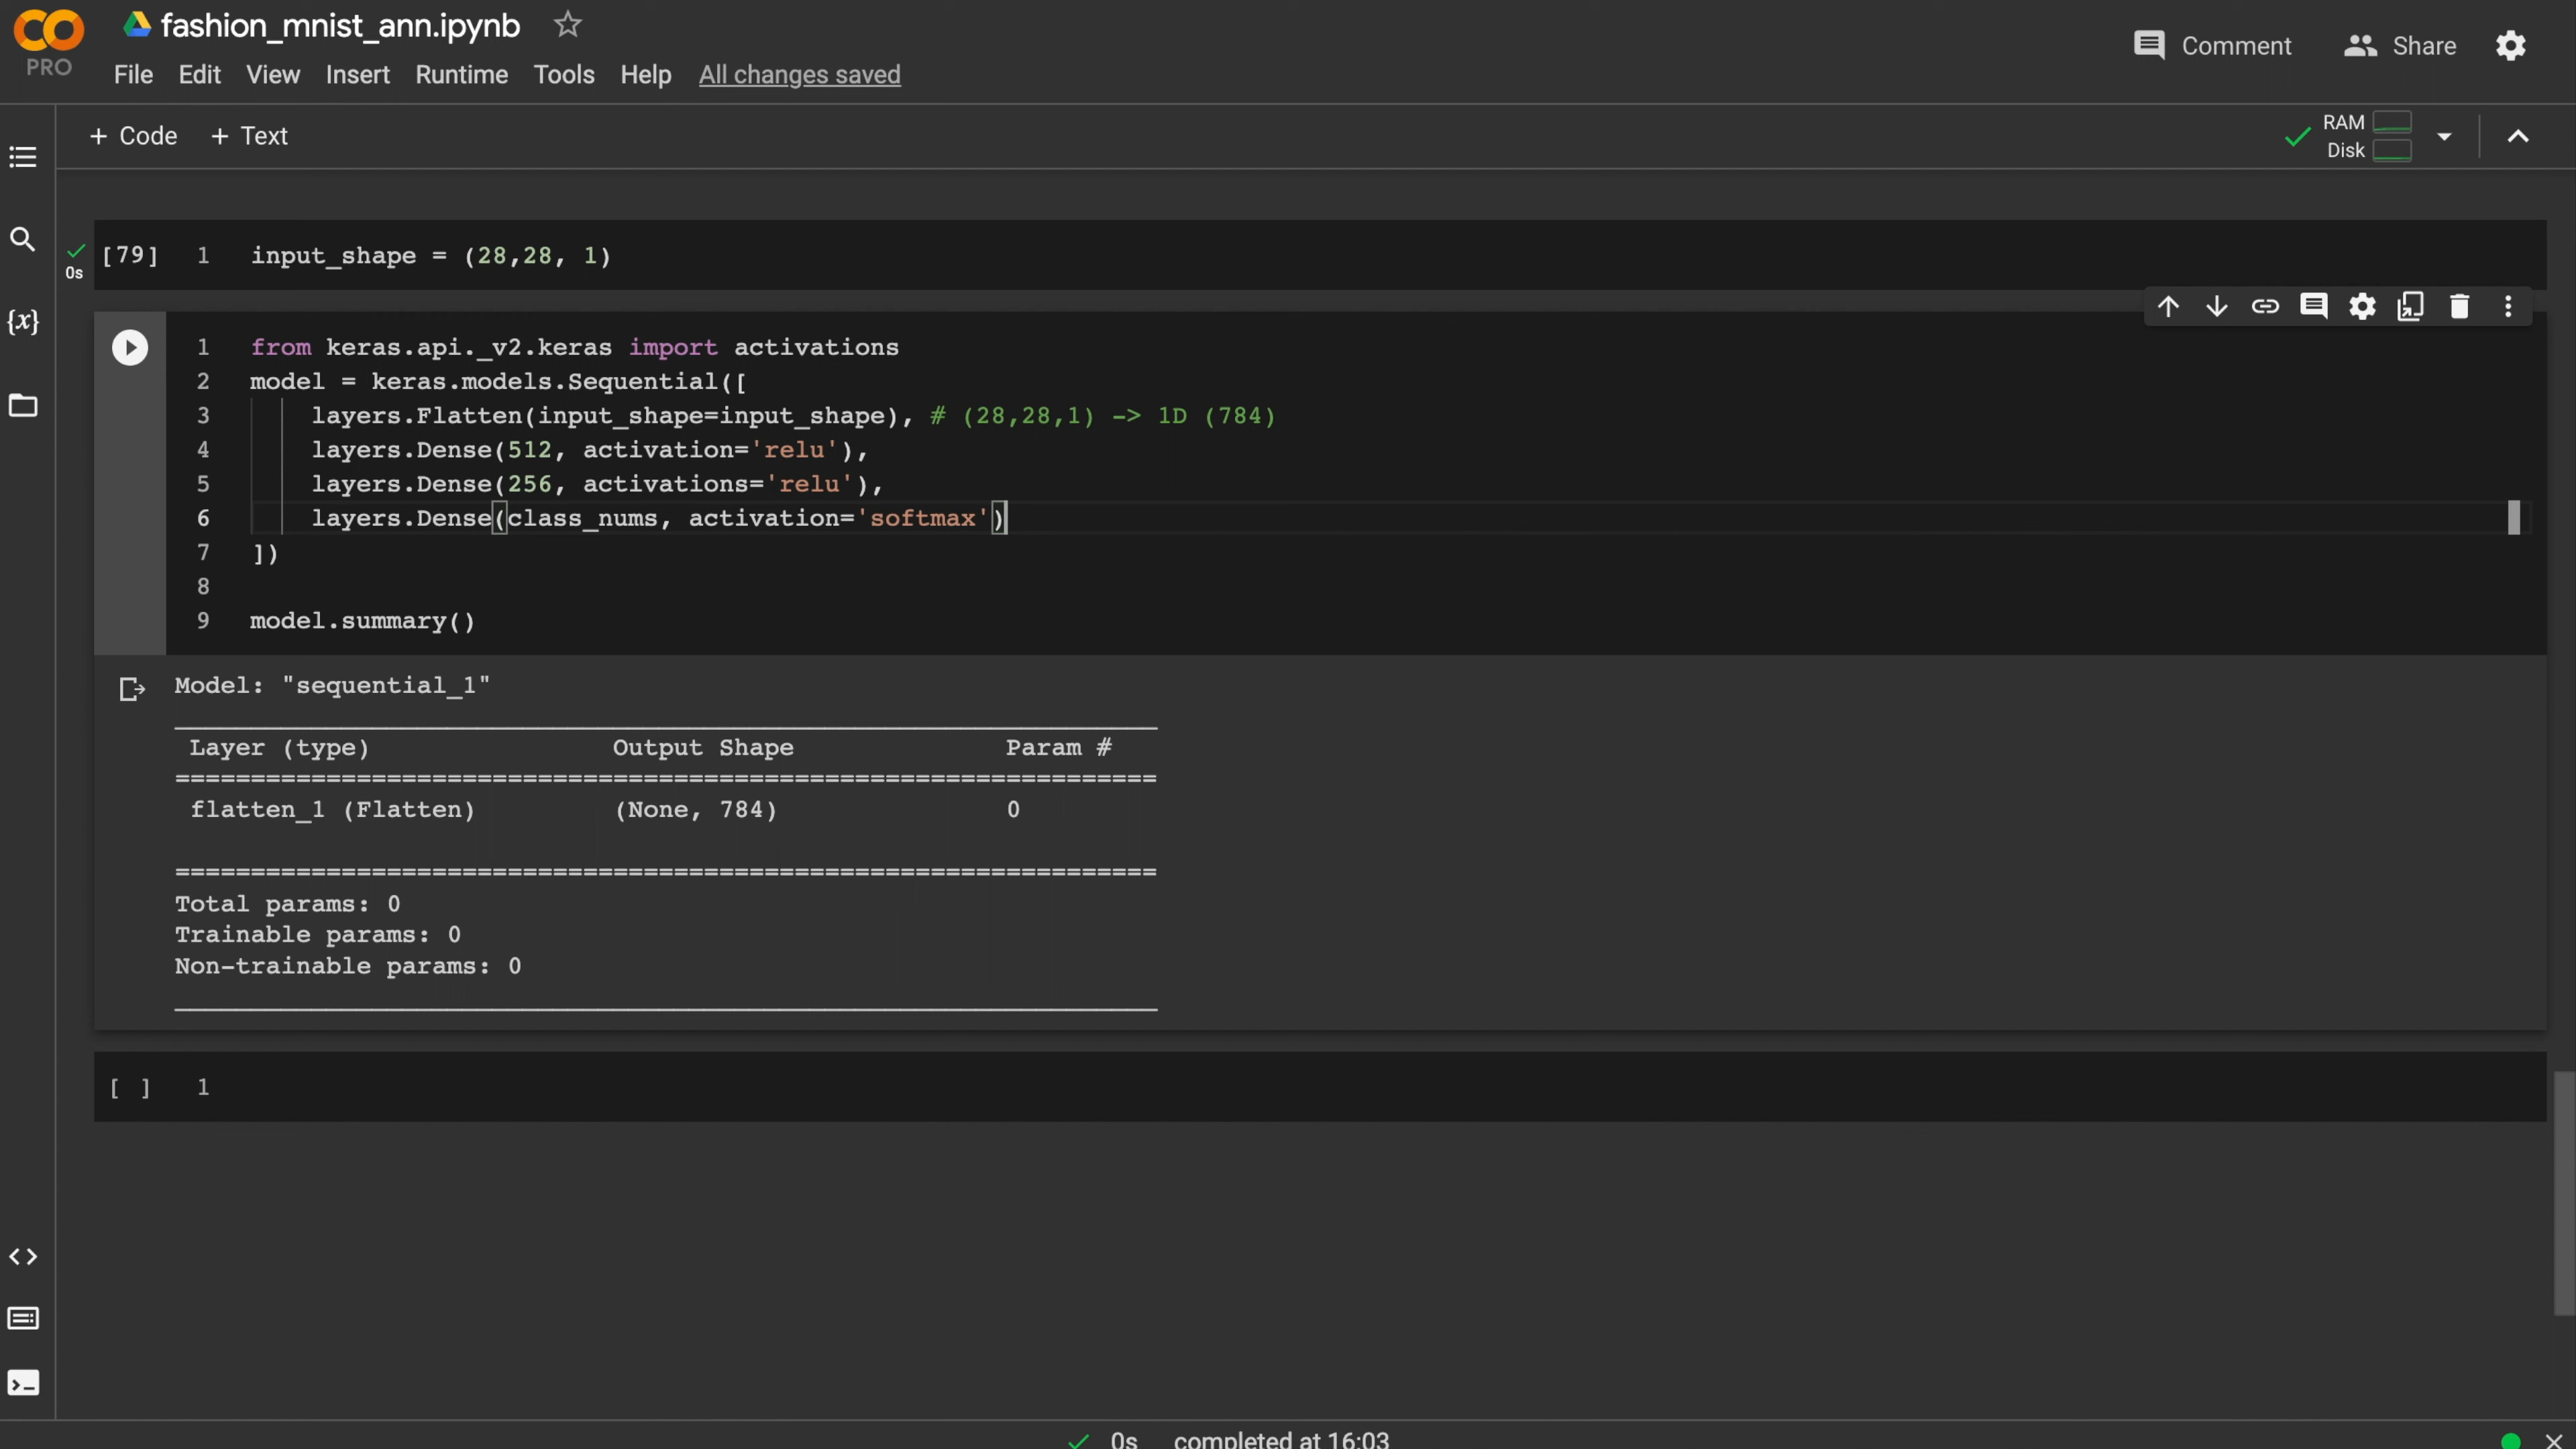 CO
PRO
fashion_mnist_ann.ipynb
File Edit View Insert Runtime Tools Help All changes saved
Comment Share
+ Code + Text
RAM
Disk
{x}
[79] 1 input_shape = (28,28, 1)
0s
1 from keras.api._v2.keras import activations
2 model = keras.models.Sequential([
3 layers.Flatten(input_shape=input_shape), # (28,28,1) -> 1D (784)
4 layers.Dense(512, activation='relu'),
5 layers.Dense(256, activations='relu'),
6 layers.Dense(class_nums, activation='softmax')
7 ])
8
9 model.summary()
Model: "sequential_1"
Layer (type) Output Shape Param #
=================================================================
flatten_1 (Flatten) (None, 784) 0
=================================================================
Total params: 0
Trainable params: 0
Non-trainable params: 0
[ ] 1
0s completed at 16:03